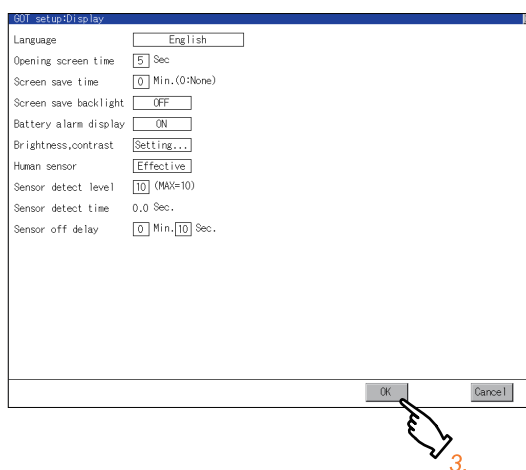 GOT setup:Display
Language English
Opening screen time 5 Sec
Screen save time 0 Min.(0:None)
Screen save backlight OFF
Battery alarm display ON
Brightness,contrast Setting...
Human sensor Effective
Sensor detect level 10 (MAX=10)
Sensor detect time 0.0 Sec.
Sensor off delay 0 Min. 10 Sec.
OK Cancel
3.